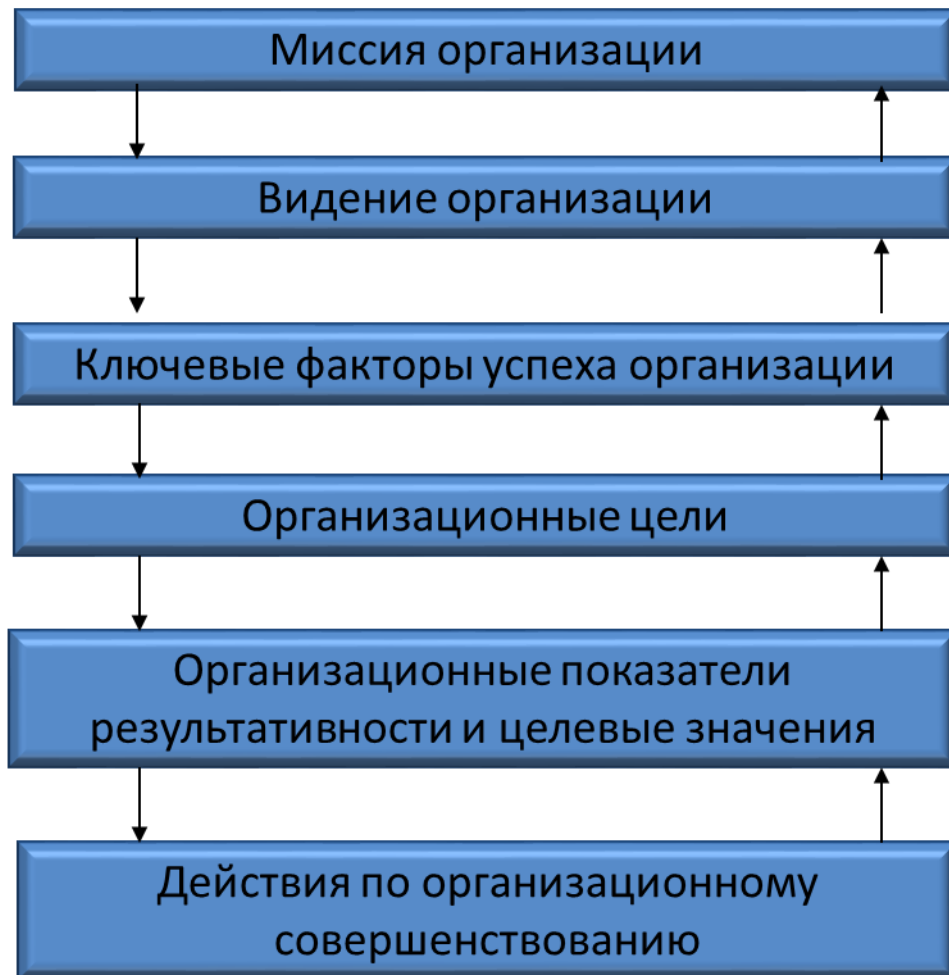 Миссия организации
Видение организации
Ключевые факторы успеха организации
Организационные цели
Организационные показатели
результативности и целевые значения
Действия по организационному
совершенствованию